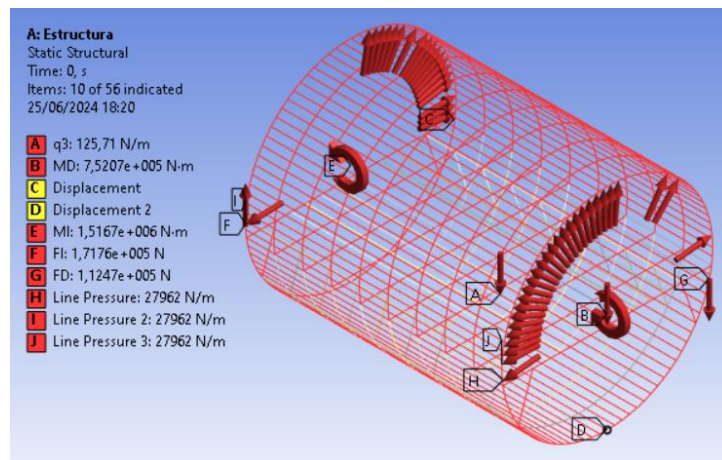 A: Estructura
Static Structural
Time: 0, s
Items: 10 of 56 indicated
25/06/2024 18:20
A q3: 125,71 N/m
B MD: 7,5207e+005 N·m
C Displacement
D Displacement 2
E MI: 1,5167e+006 N·m
F FI: 1,7176e+005 N
G FD: 1,1247e+005 N
H Line Pressure: 27962 N/m
I Line Pressure 2: 27962 N/m
J Line Pressure 3: 27962 N/m
C
E
I
F
G
A
B
J
H
D